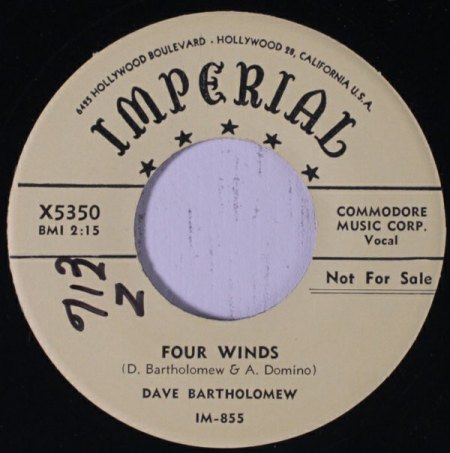 6425 HOLLYWOOD BOULEVARD · HOLLYWOOD 28, CALIFORNIA U.S.A.
IMPERIAL
X5350
BMI 2:15
COMMODORE
MUSIC CORP.
Vocal
Not For Sale
713
Z
FOUR WINDS
(D. Bartholomew & A. Domino)
DAVE BARTHOLOMEW
IM-855